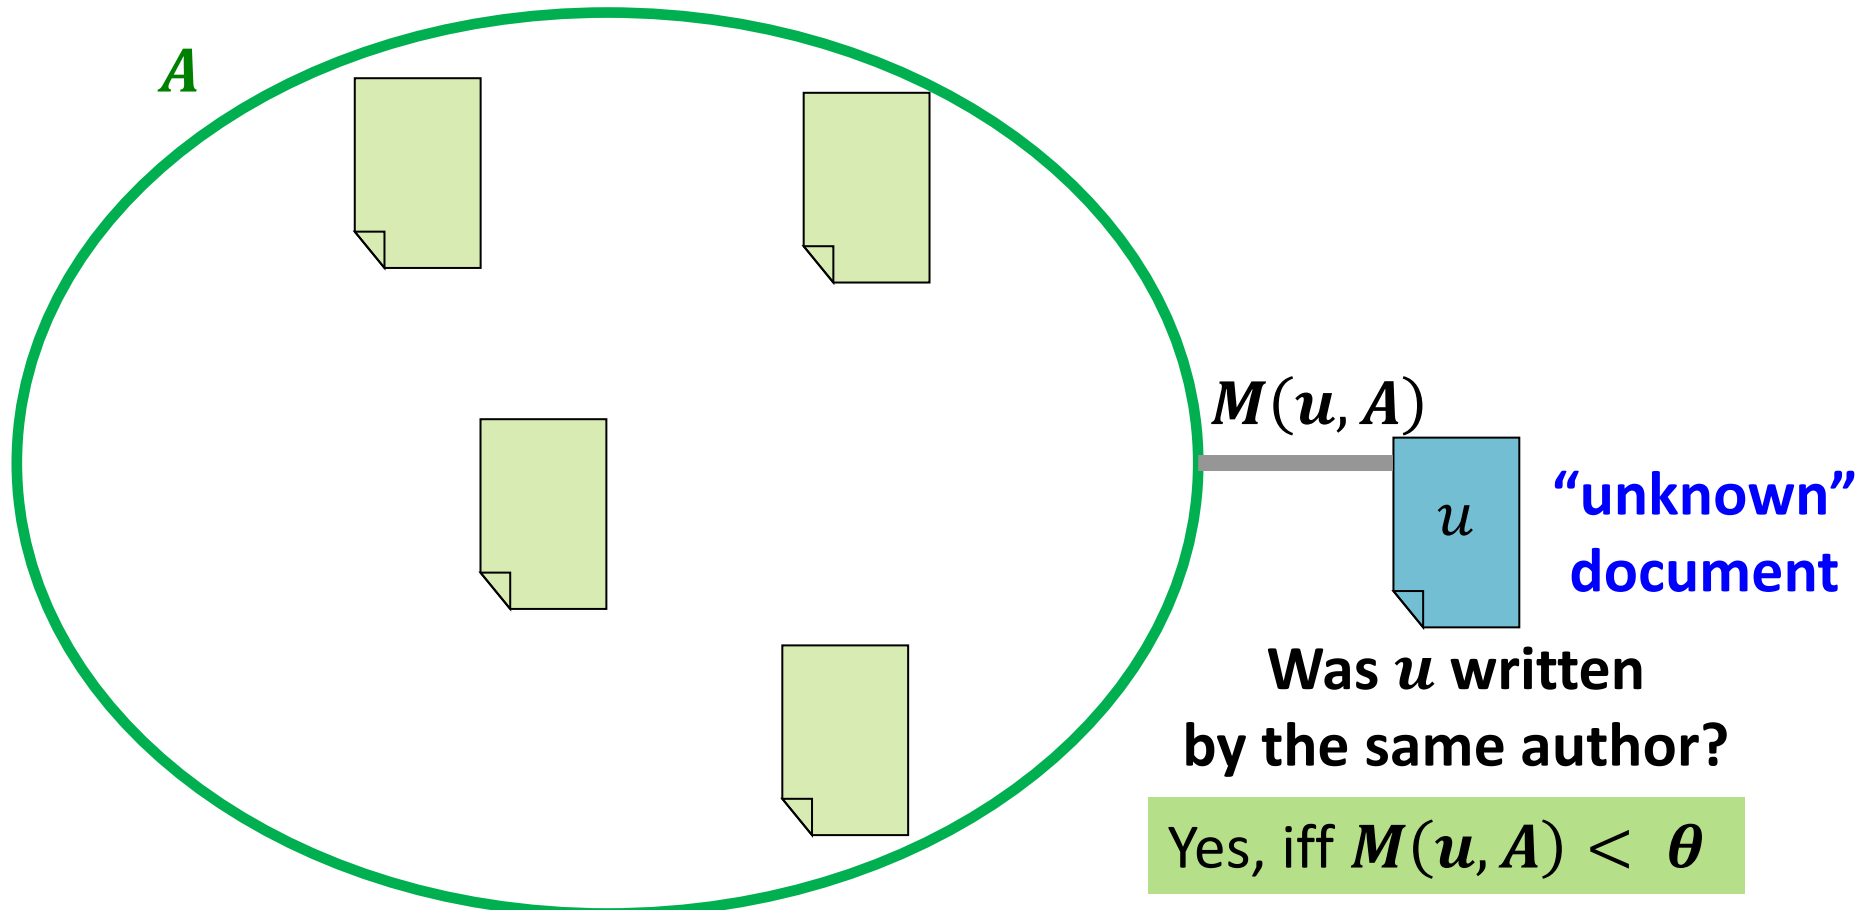 A
M(u, A)
u
“unknown”
document
Was u written
by the same author?
Yes, iff M(u, A) < θ